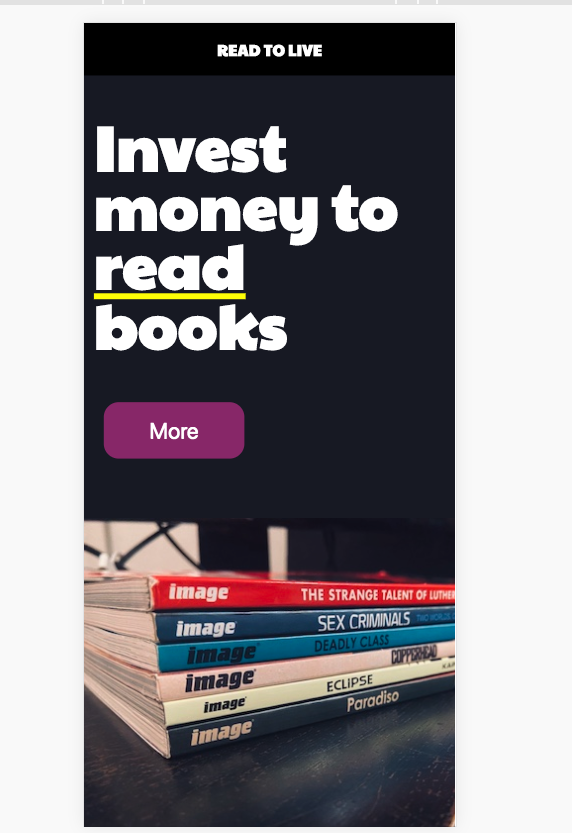 READ TO LIVE
Invest
money to
read
books
More
image THE STRANGE TALENT OF LUTHER
image SEX CRIMINALS
image DEADLY CLASS
image COPPERHEAD
image ECLIPSE
image Paradiso